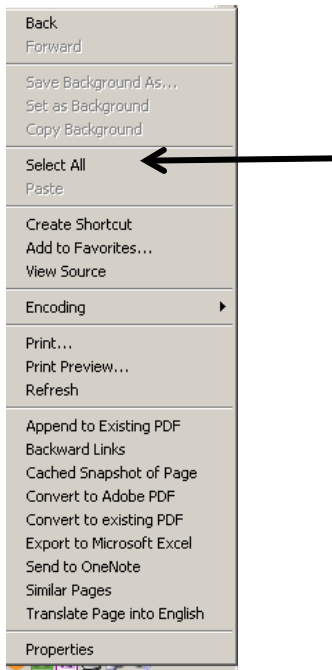 Back
Forward
Save Background As...
Set as Background
Copy Background
Select All
Paste
Create Shortcut
Add to Favorites...
View Source
Encoding
Print...
Print Preview...
Refresh
Append to Existing PDF
Backward Links
Cached Snapshot of Page
Convert to Adobe PDF
Convert to existing PDF
Export to Microsoft Excel
Send to OneNote
Similar Pages
Translate Page into English
Properties